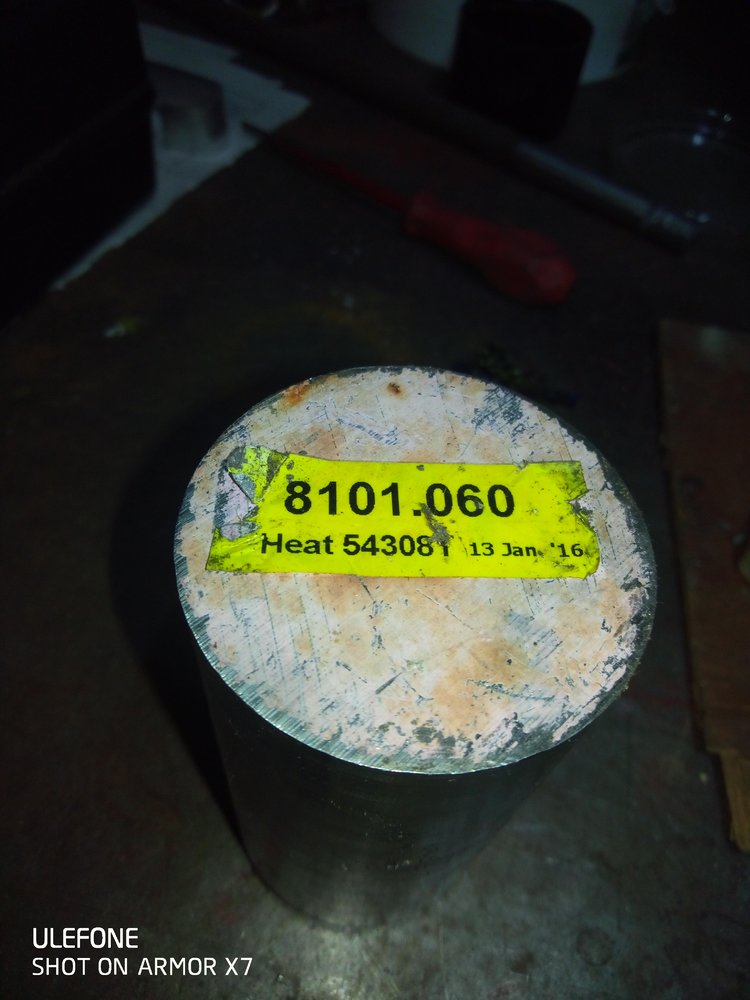 8101.060
Heat 543081 13 Jan. '16
ULEFONE
SHOT ON ARMOR X7